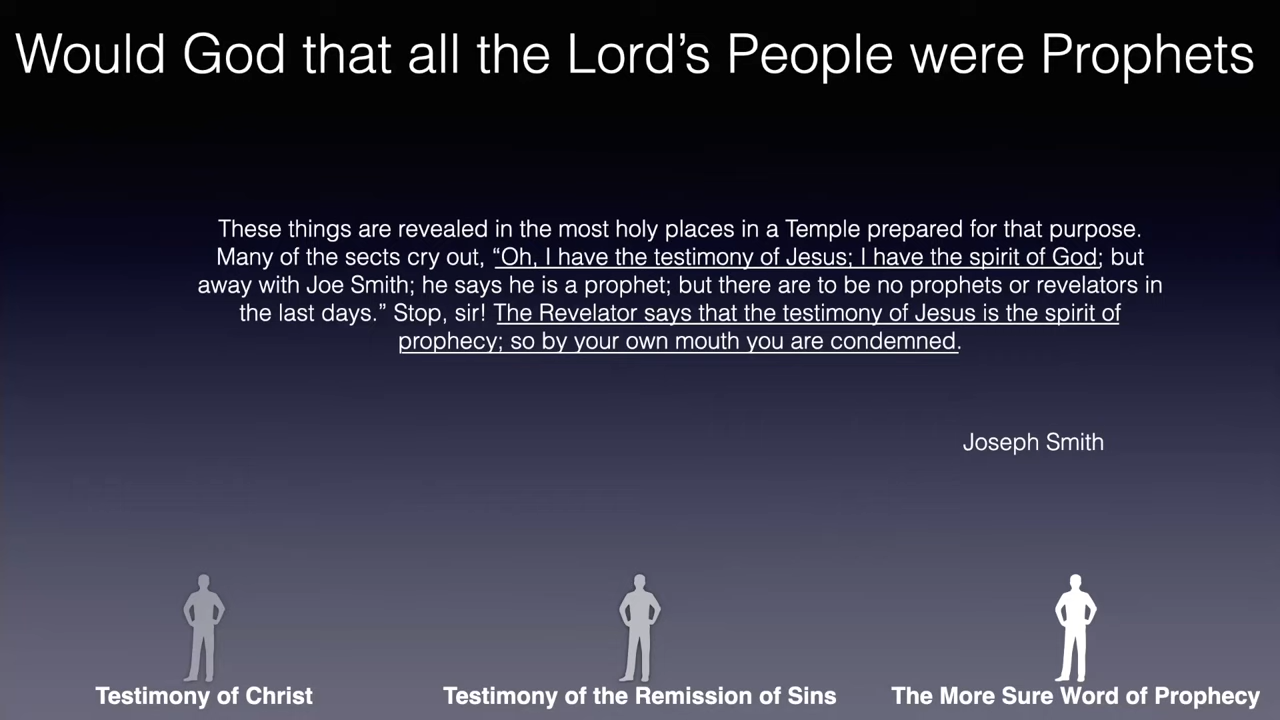 Would God that all the Lord’s People were Prophets
These things are revealed in the most holy places in a Temple prepared for that purpose.
Many of the sects cry out, “Oh, I have the testimony of Jesus; I have the spirit of God; but
away with Joe Smith; he says he is a prophet; but there are to be no prophets or revelators in
the last days.” Stop, sir! The Revelator says that the testimony of Jesus is the spirit of
prophecy; so by your own mouth you are condemned.
Joseph Smith
Testimony of Christ
Testimony of the Remission of Sins
The More Sure Word of Prophecy